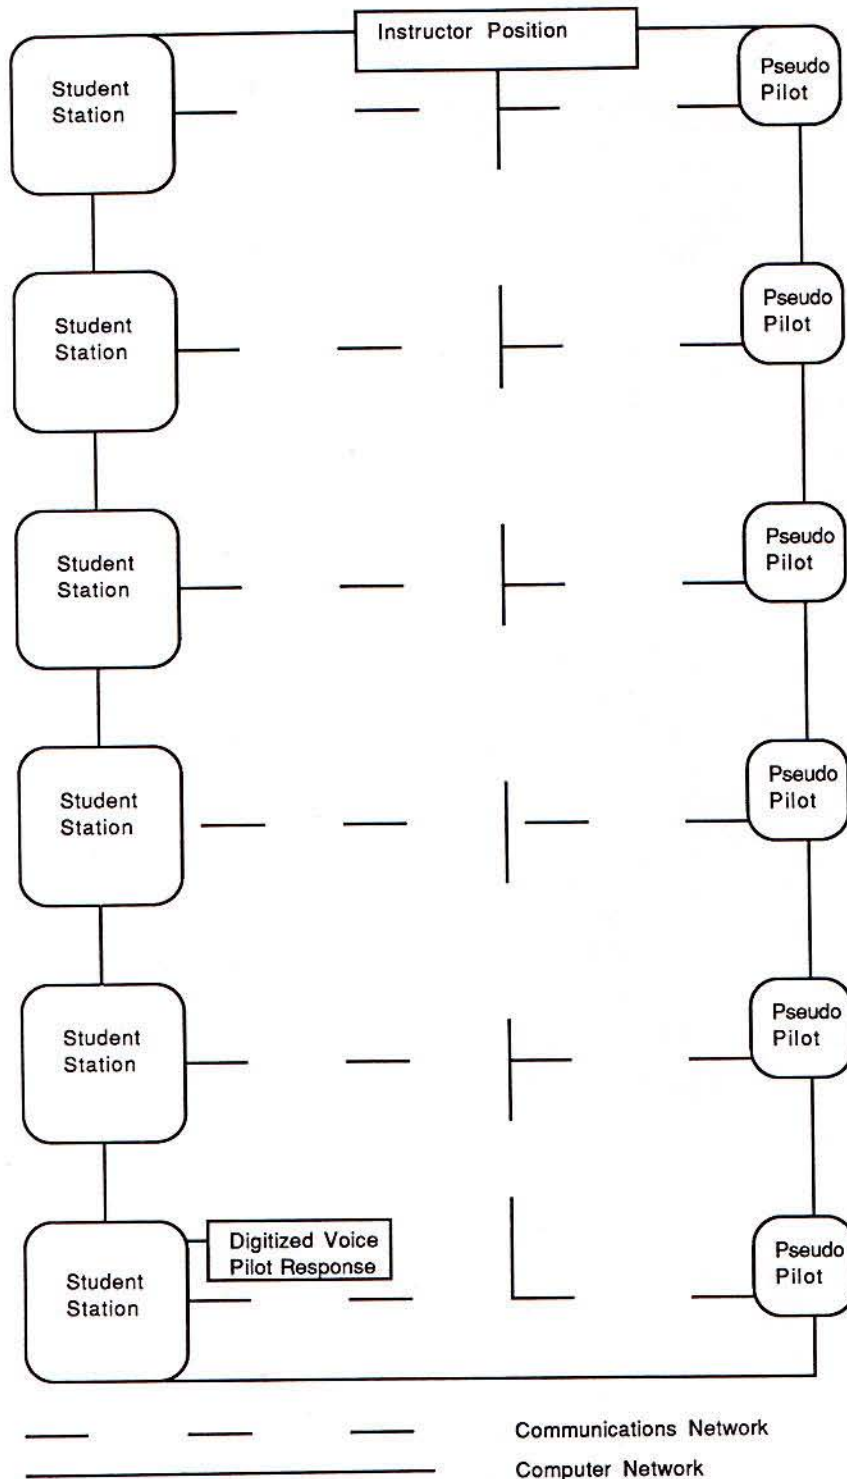 Instructor Position
Student
Station
Pseudo
Pilot
Student
Station
Pseudo
Pilot
Student
Station
Pseudo
Pilot
Student
Station
Pseudo
Pilot
Student
Station
Pseudo
Pilot
Digitized Voice
Pilot Response
Student
Station
Pseudo
Pilot
Communications Network
Computer Network